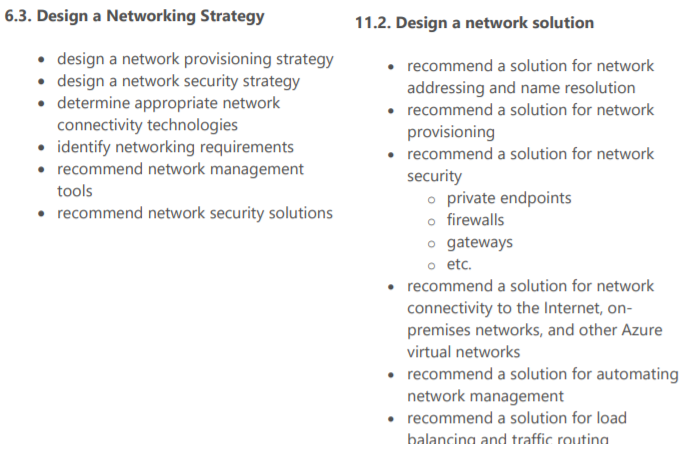 6.3. Design a Networking Strategy
• design a network provisioning strategy
• design a network security strategy
• determine appropriate network
connectivity technologies
• identify networking requirements
• recommend network management
tools
• recommend network security solutions
11.2. Design a network solution
• recommend a solution for network
addressing and name resolution
• recommend a solution for network
provisioning
• recommend a solution for network
security
o private endpoints
o firewalls
o gateways
o etc.
• recommend a solution for network
connectivity to the Internet, on-
premises networks, and other Azure
virtual networks
• recommend a solution for automating
network management
• recommend a solution for load
balancing and traffic routing